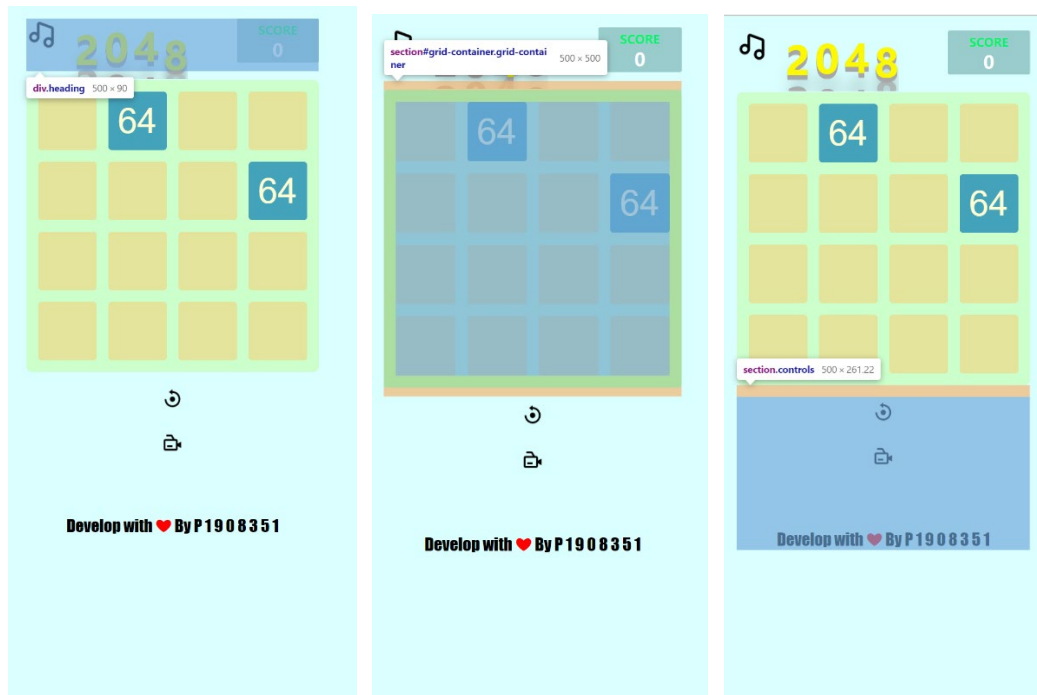 2048
SCORE
0
div.heading 500 × 90
64
64
Develop with ❤ By P1908351
section#grid-container.grid-contai
ner 500 × 500
SCORE
0
64
64
Develop with ❤ By P1908351
2048
SCORE
0
64
64
section.controls 500 × 261.22
Develop with ❤ By P1908351